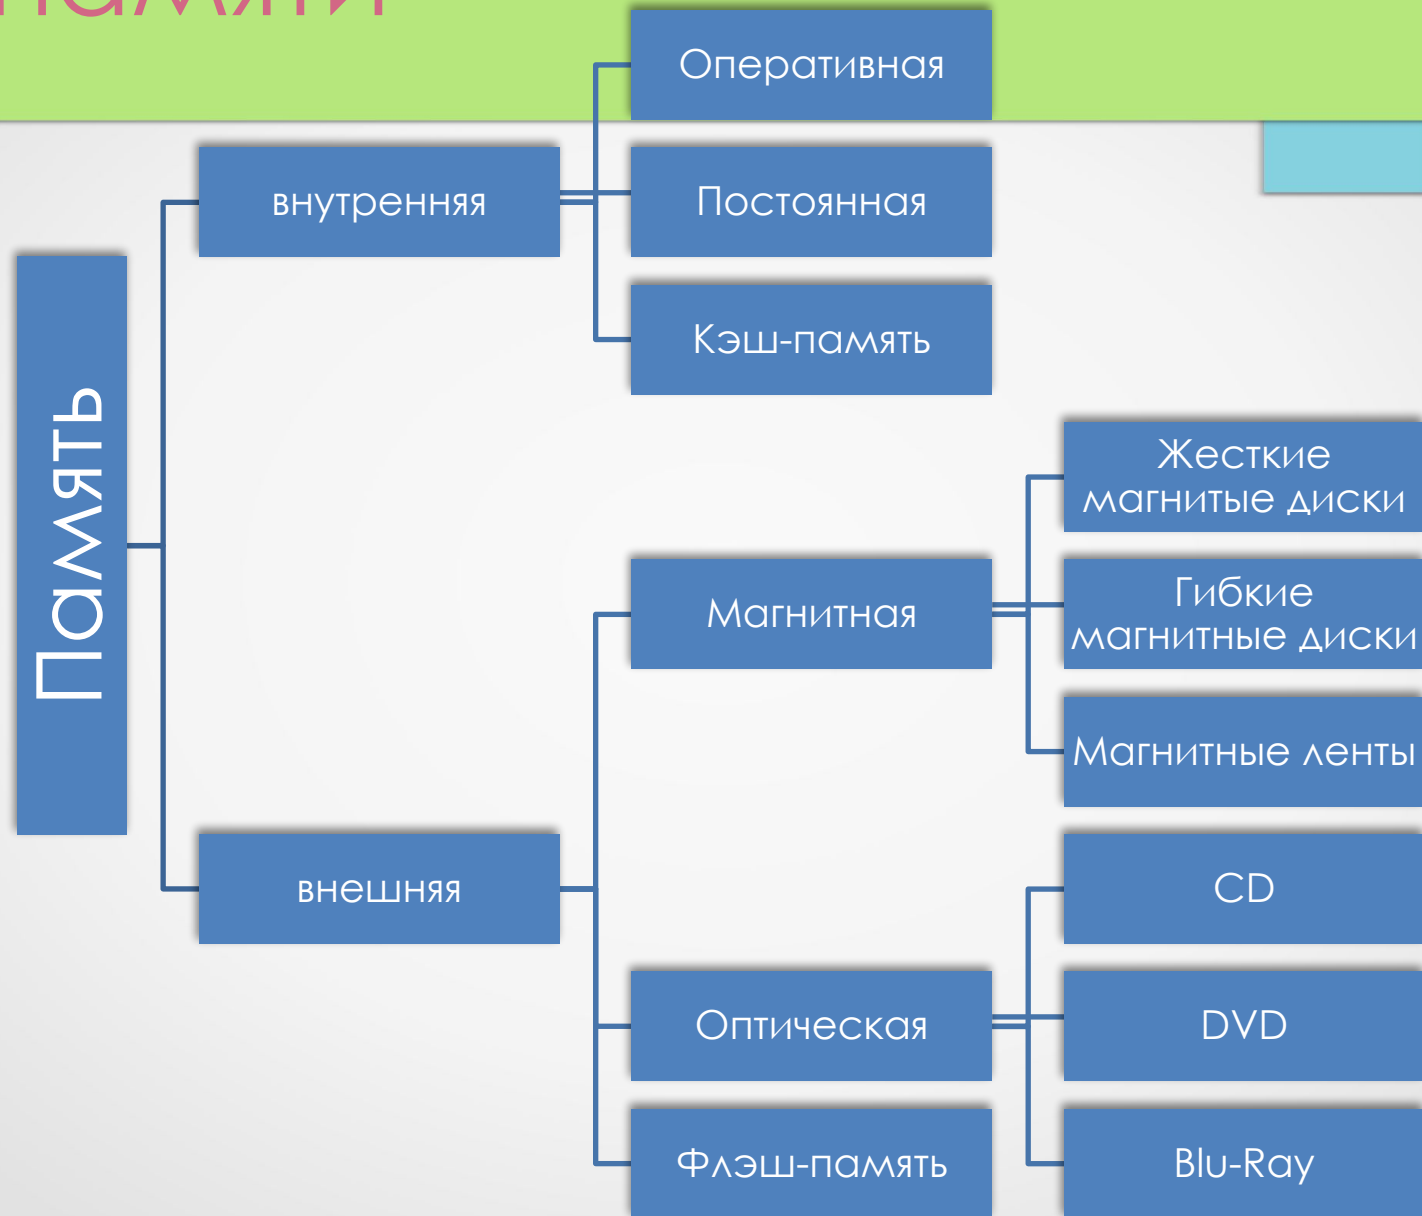 памяти
Память
внутренняя
Оперативная
Постоянная
Кэш-память
внешняя
Магнитная
Жесткие
магнитые диски
Гибкие
магнитные диски
Магнитные ленты
Оптическая
CD
DVD
Blu-Ray
Флэш-память